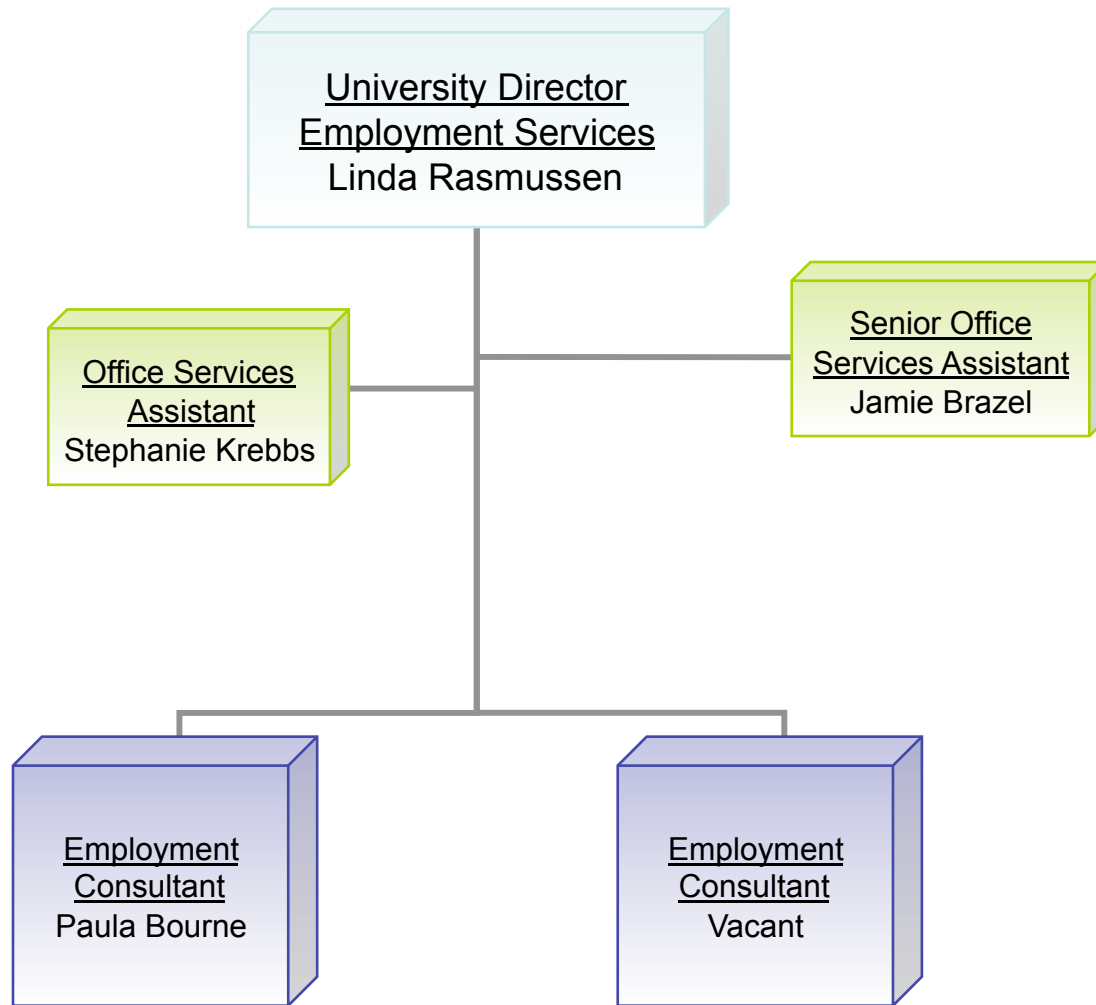 University Director
Employment Services
Linda Rasmussen
Office Services
Assistant
Stephanie Krebbs
Senior Office
Services Assistant
Jamie Brazel
Employment
Consultant
Paula Bourne
Employment
Consultant
Vacant